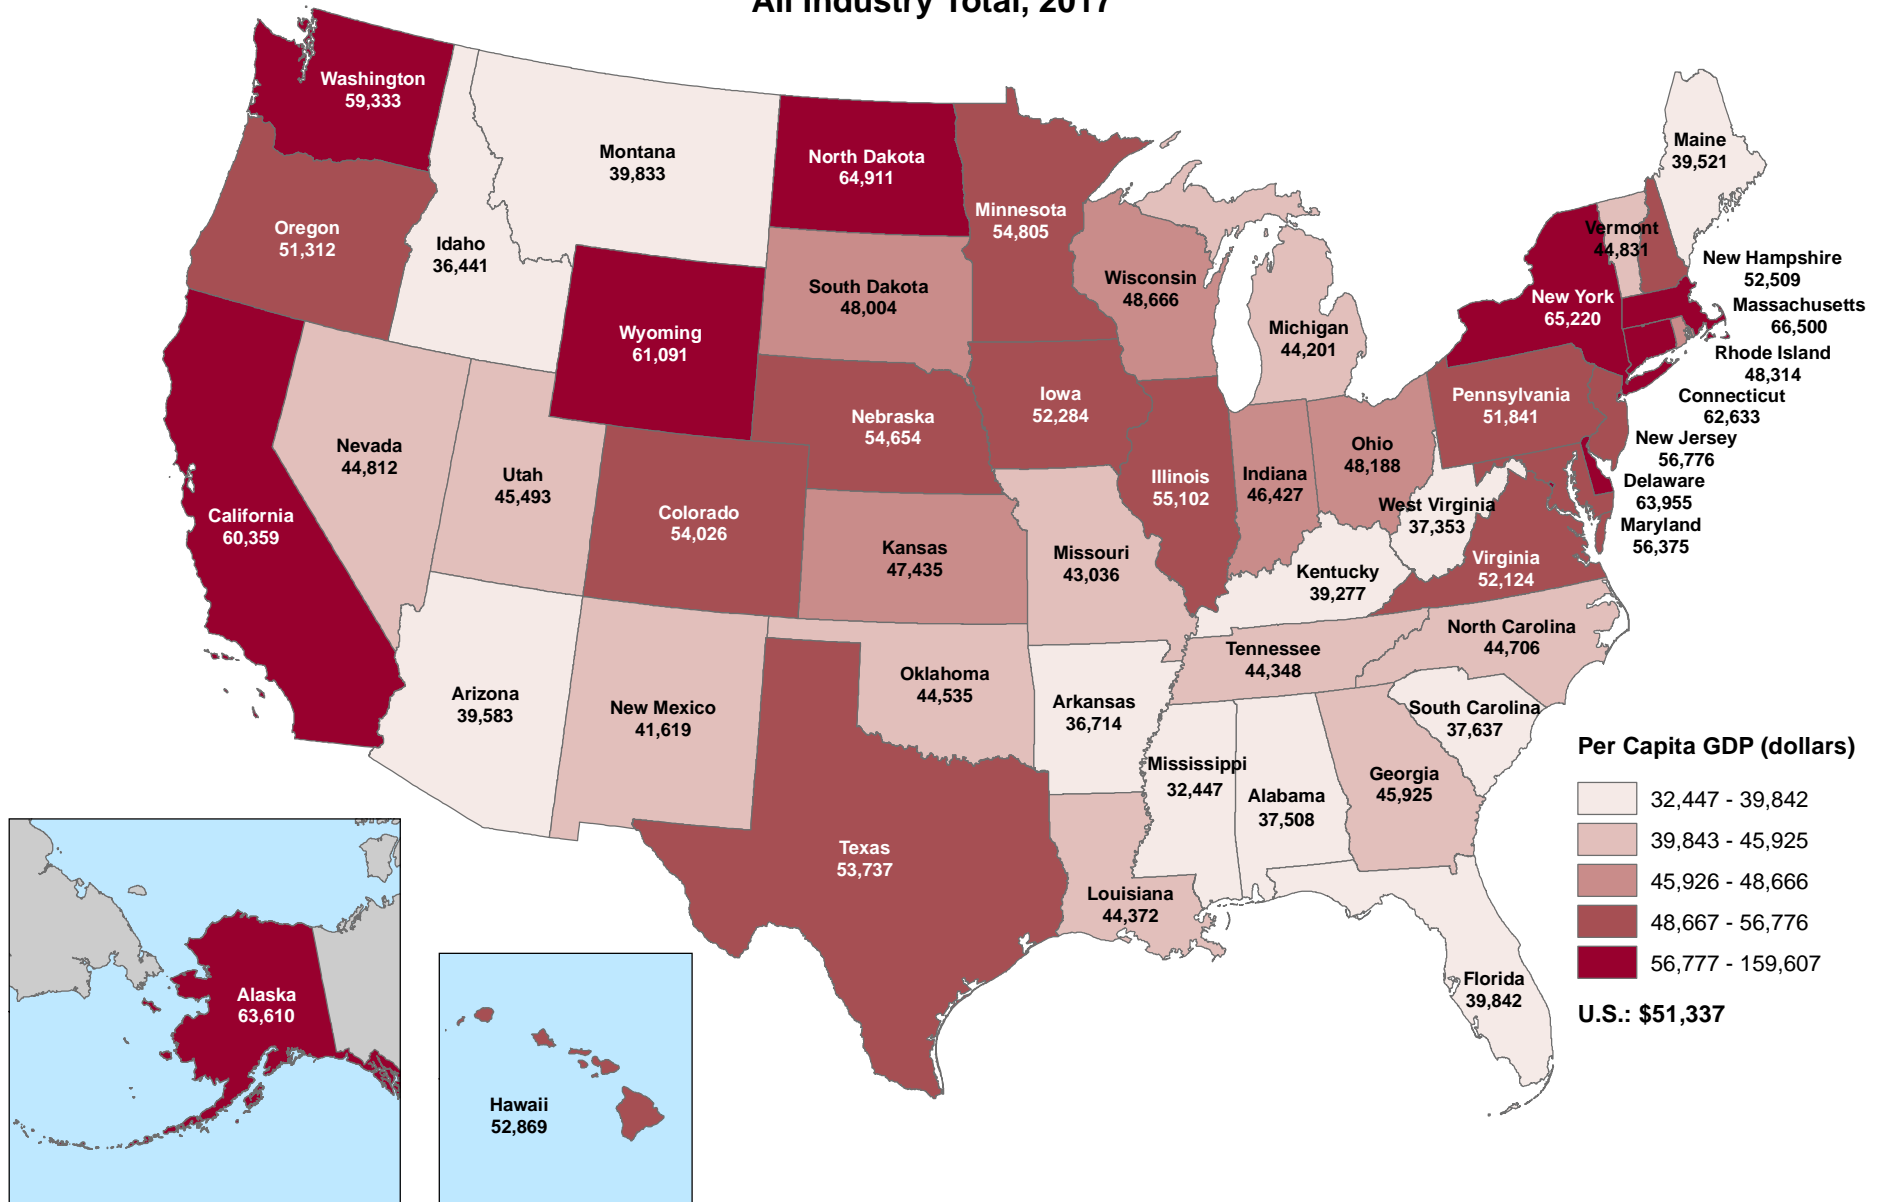 All Industry Total, 2017
Washington
59,333
Montana
39,833
North Dakota
64,911
Minnesota
54,805
Maine
39,521
Oregon
51,312
Idaho
36,441
Vermont
44,831
New Hampshire
52,509
Wisconsin
48,666
South Dakota
48,004
New York
65,220
Massachusetts
66,500
Wyoming
61,091
Michigan
44,201
Rhode Island
48,314
Connecticut
62,633
Pennsylvania
51,841
Iowa
52,284
Nebraska
54,654
New Jersey
56,776
Nevada
44,812
Utah
45,493
Ohio
48,188
Illinois
55,102
Indiana
46,427
Delaware
63,955
West Virginia
37,353
California
60,359
Colorado
54,026
Maryland
56,375
Kansas
47,435
Missouri
43,036
Virginia
52,124
Kentucky
39,277
North Carolina
44,706
Tennessee
44,348
Oklahoma
44,535
Arizona
39,583
New Mexico
41,619
Arkansas
36,714
South Carolina
37,637
Mississippi
32,447
Alabama
37,508
Georgia
45,925
Texas
53,737
Louisiana
44,372
Florida
39,842
Alaska
63,610
Hawaii
52,869
Per Capita GDP (dollars)
32,447 - 39,842
39,843 - 45,925
45,926 - 48,666
48,667 - 56,776
56,777 - 159,607
U.S.: $51,337